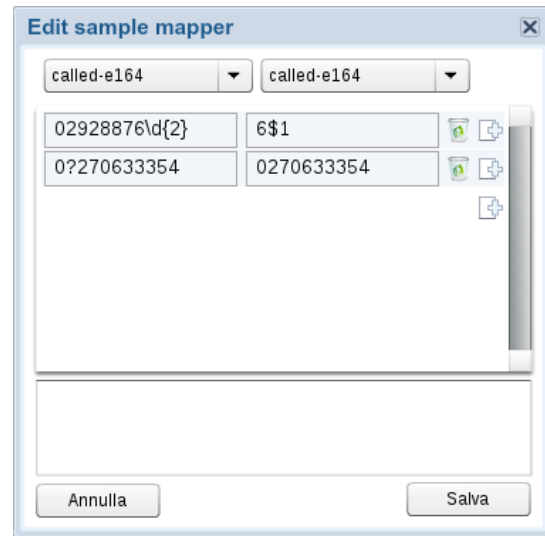 Edit sample mapper
called-e164 called-e164
02928876\d{2} 6$1
0?270633354 0270633354
Annulla Salva